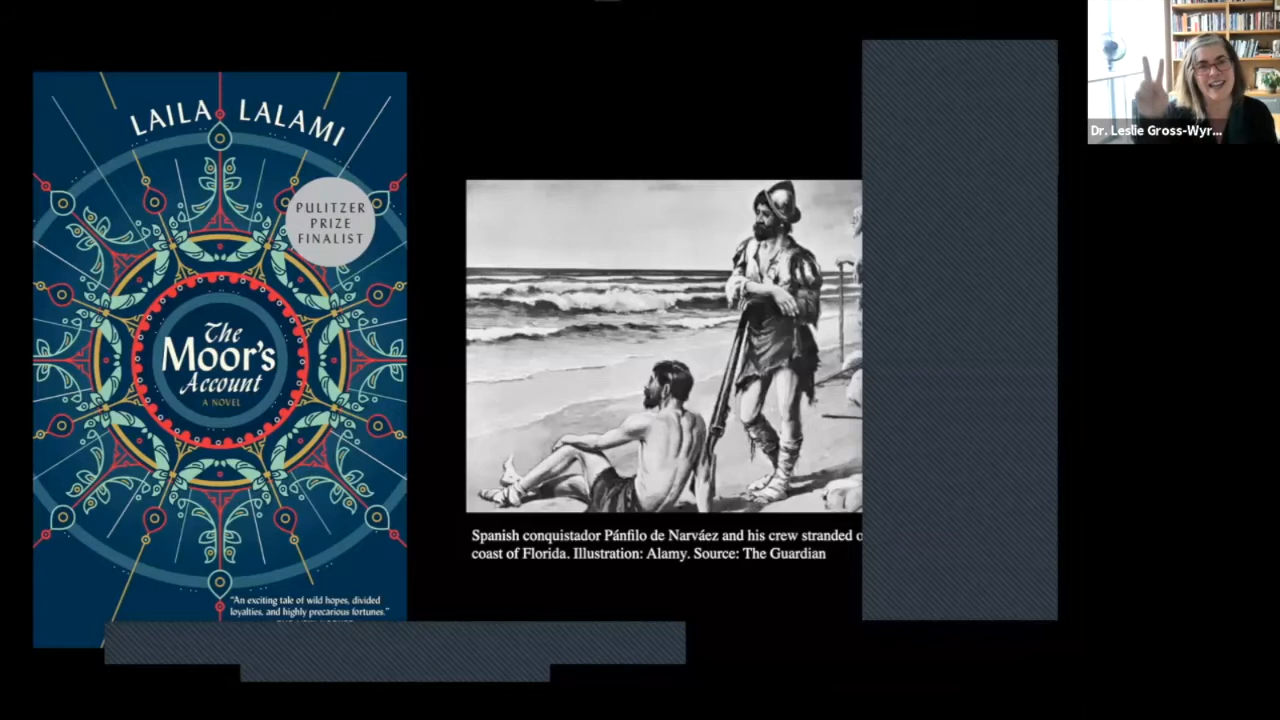 LAILA LALAMI
PULITZER
PRIZE
FINALIST
The
Moor's
Account
A NOVEL
"An exciting tale of wild hopes, divided
loyalties, and highly precarious fortunes."
Spanish conquistador Pánfilo de Narváez and his crew stranded
coast of Florida. Illustration: Alamy. Source: The Guardian
Dr. Leslie Gross-Wyr...